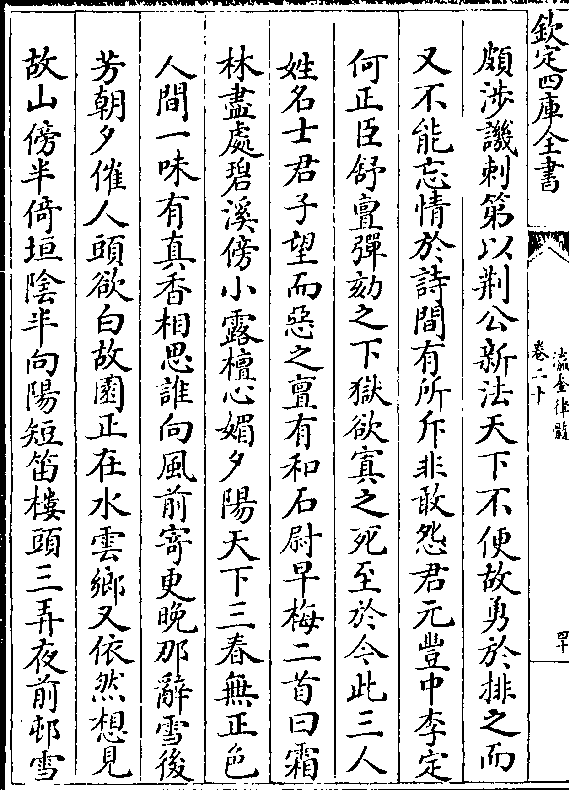 欽定四庫全書
瀛奎律髓
卷二十
四十
頗涉譏刺第以荆公新法天下不便故勇於排之而
又不能忘情於詩間有所斥非敢怨君元豐中李定
何正臣舒亶彈劾之下獄欲寘之死至於今此三人
姓名士君子望而惡之亶有和石尉早梅二首曰霜
林盡處碧溪傍小露檀心媚夕陽天下三春無正色
人間一味有真香相思誰向風前寄更晚那辭雪後
芳朝夕催人頭欲白故園正在水雲鄉又依然想見
故山傍半倚垣陰半向陽短笛樓頭三弄夜前邨雪